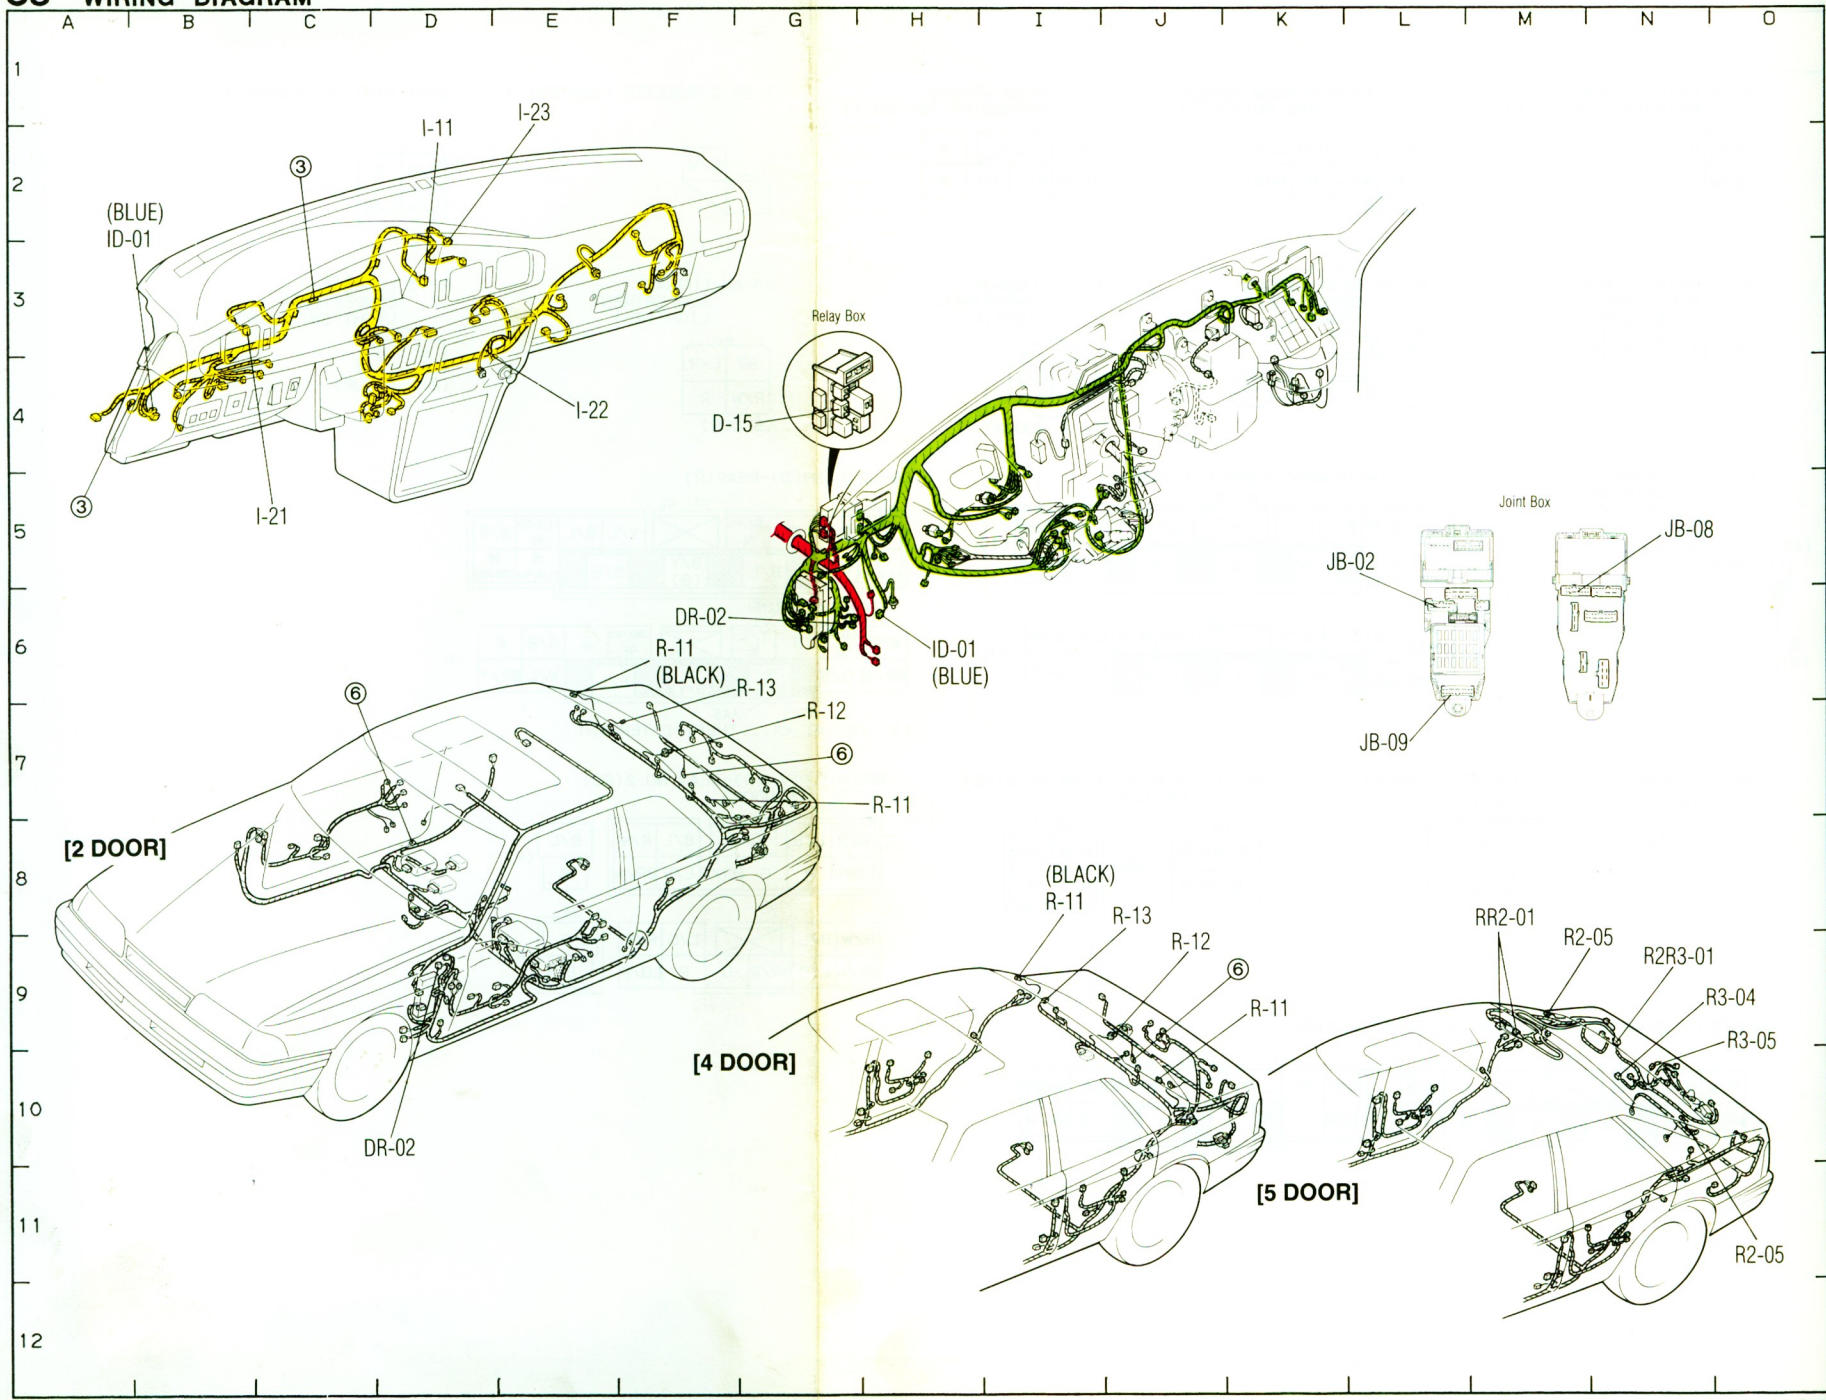 WIRING DIAGRAM
A B C D E F G H I J K L M N O
1
2
3
4
5
6
7
8
9
10
11
12
I-23
I-11
③
(BLUE)
ID-01
I-22
③
I-21
Relay Box
D-15
DR-02
ID-01
(BLUE)
Joint Box
JB-08
JB-02
JB-09
R-11
(BLACK)
R-13
R-12
⑥
⑥
R-11
[2 DOOR]
DR-02
(BLACK)
R-11
R-13
R-12
⑥
R-11
[4 DOOR]
RR2-01
R2-05
R2R3-01
R3-04
R3-05
[5 DOOR]
R2-05